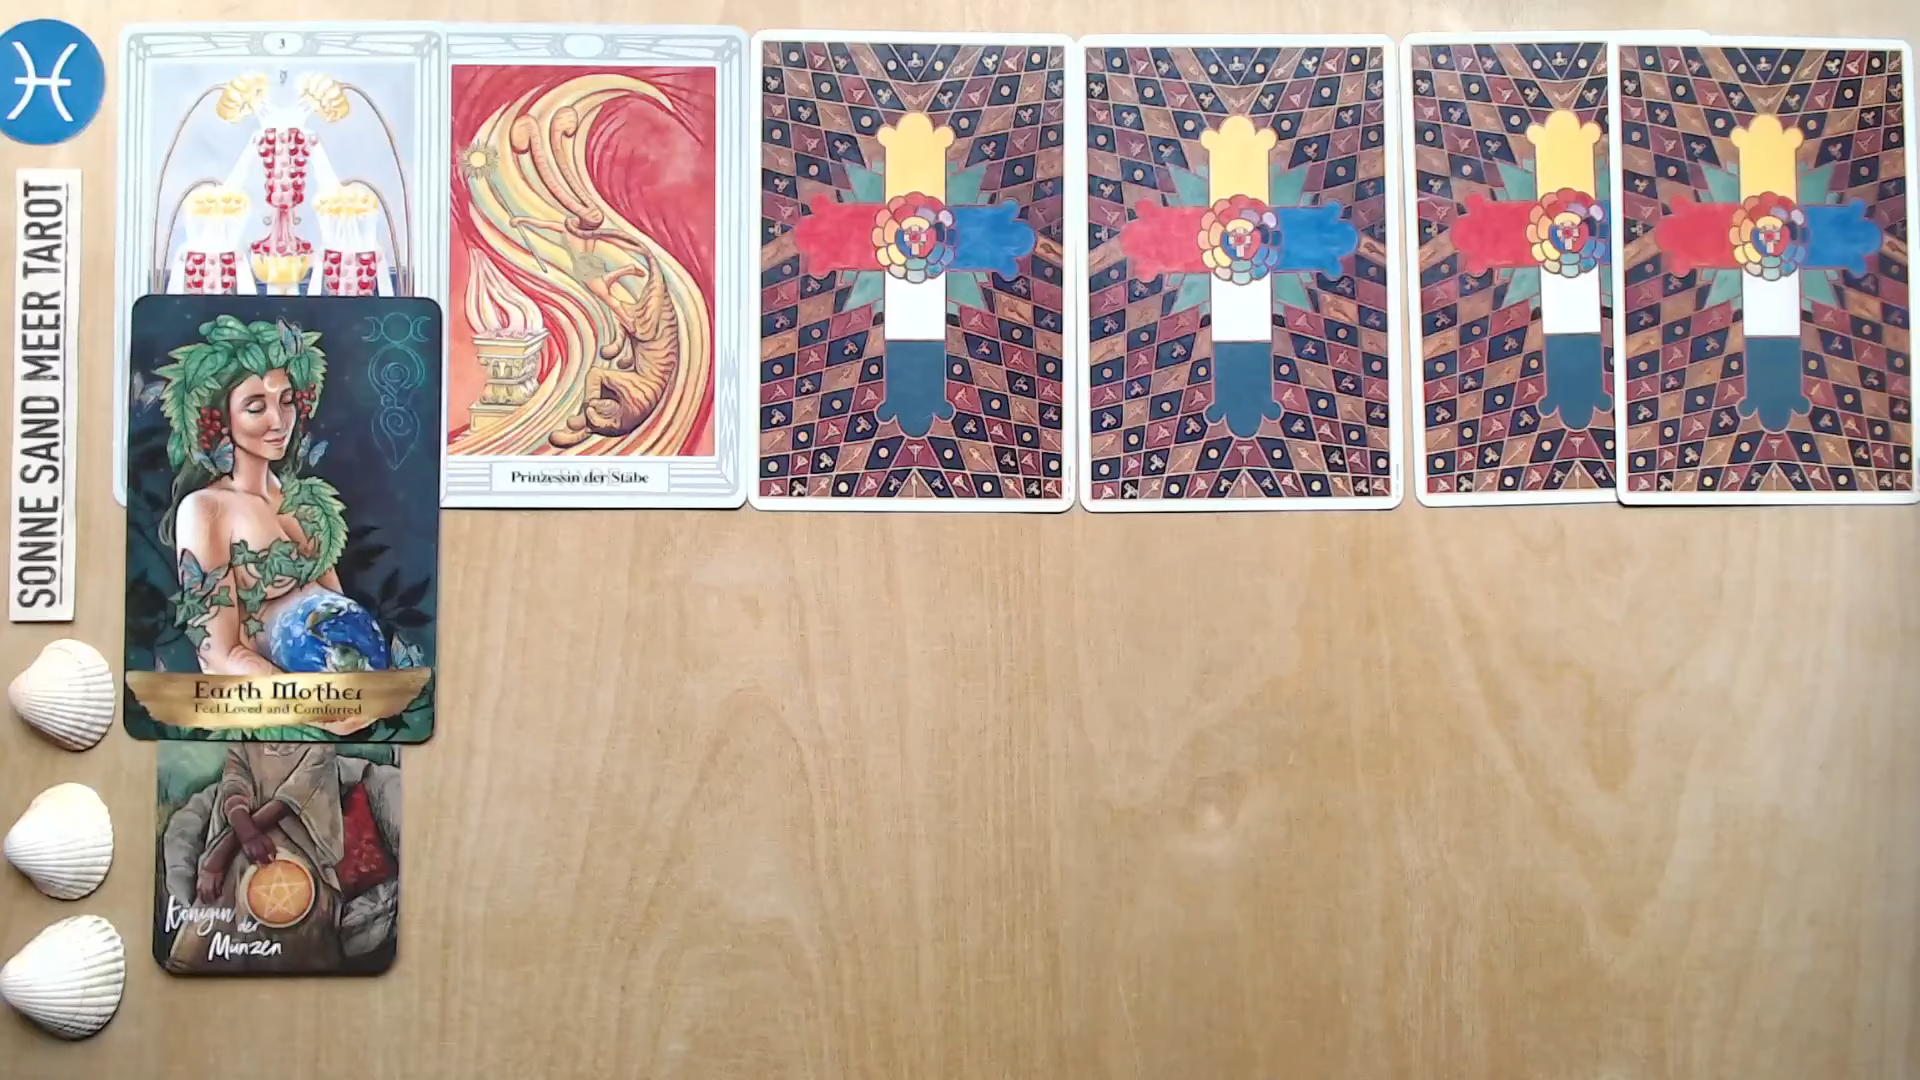 SONNE SAND MEER TAROT
3
Prinzessin der Stäbe
Earth Mother
Feel Loved and Comforted
Königin
der
Münzen